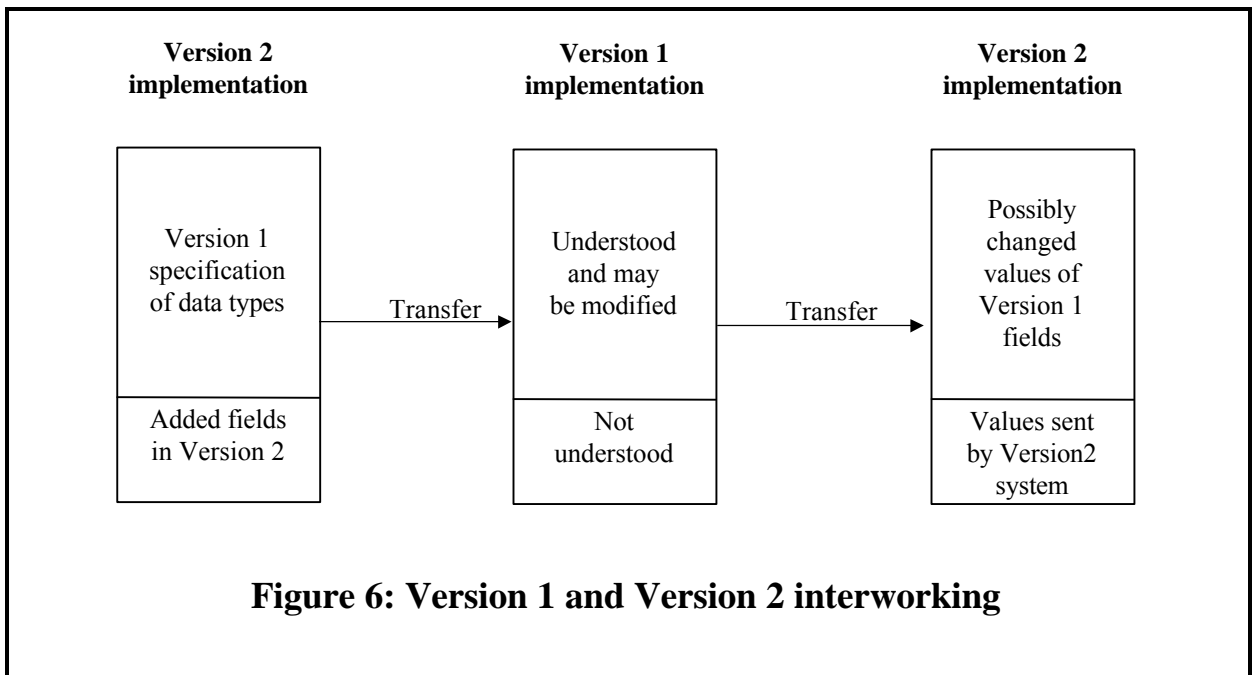 Version 2
implementation
Version 1
implementation
Version 2
implementation
Version 1
specification
of data types
Transfer
Understood
and may
be modified
Transfer
Possibly
changed
values of
Version 1
fields
Added fields
in Version 2
Not
understood
Values sent
by Version2
system
Figure 6: Version 1 and Version 2 interworking